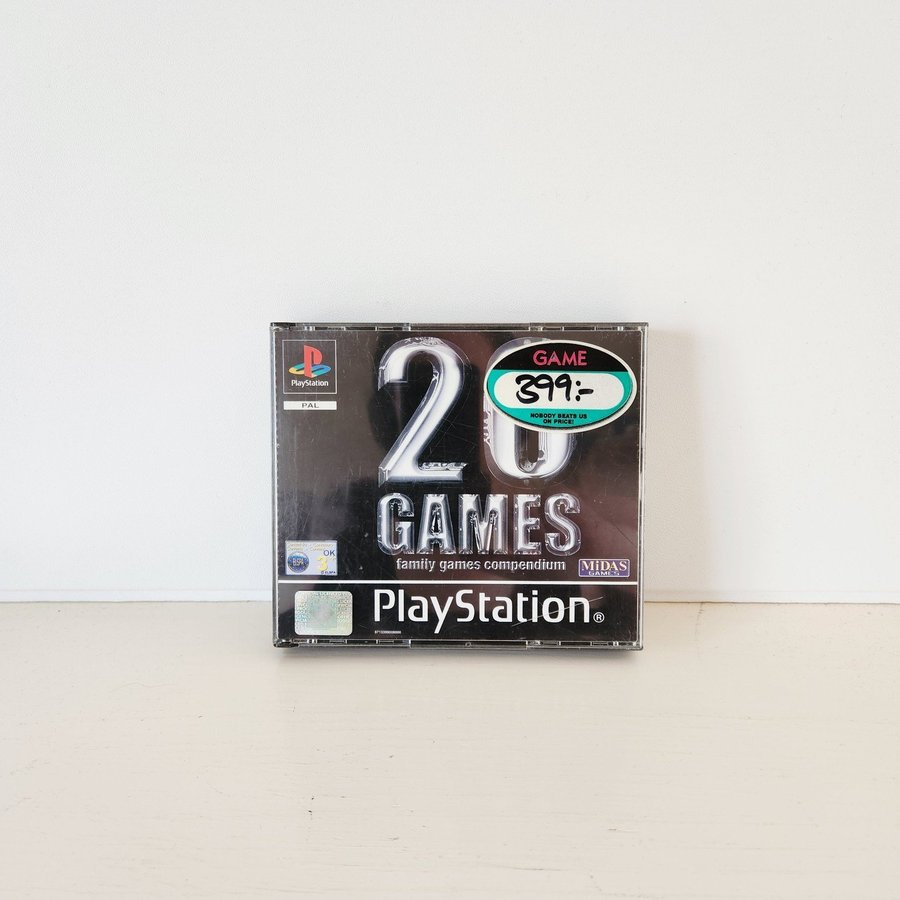 PlayStation
PAL
20
GAME
399:-
NOBODY BEATS US
ON PRICE!
GAMES
family games compendium
OK
3+
ELSPA
MiDAS
GAMES
PlayStation®